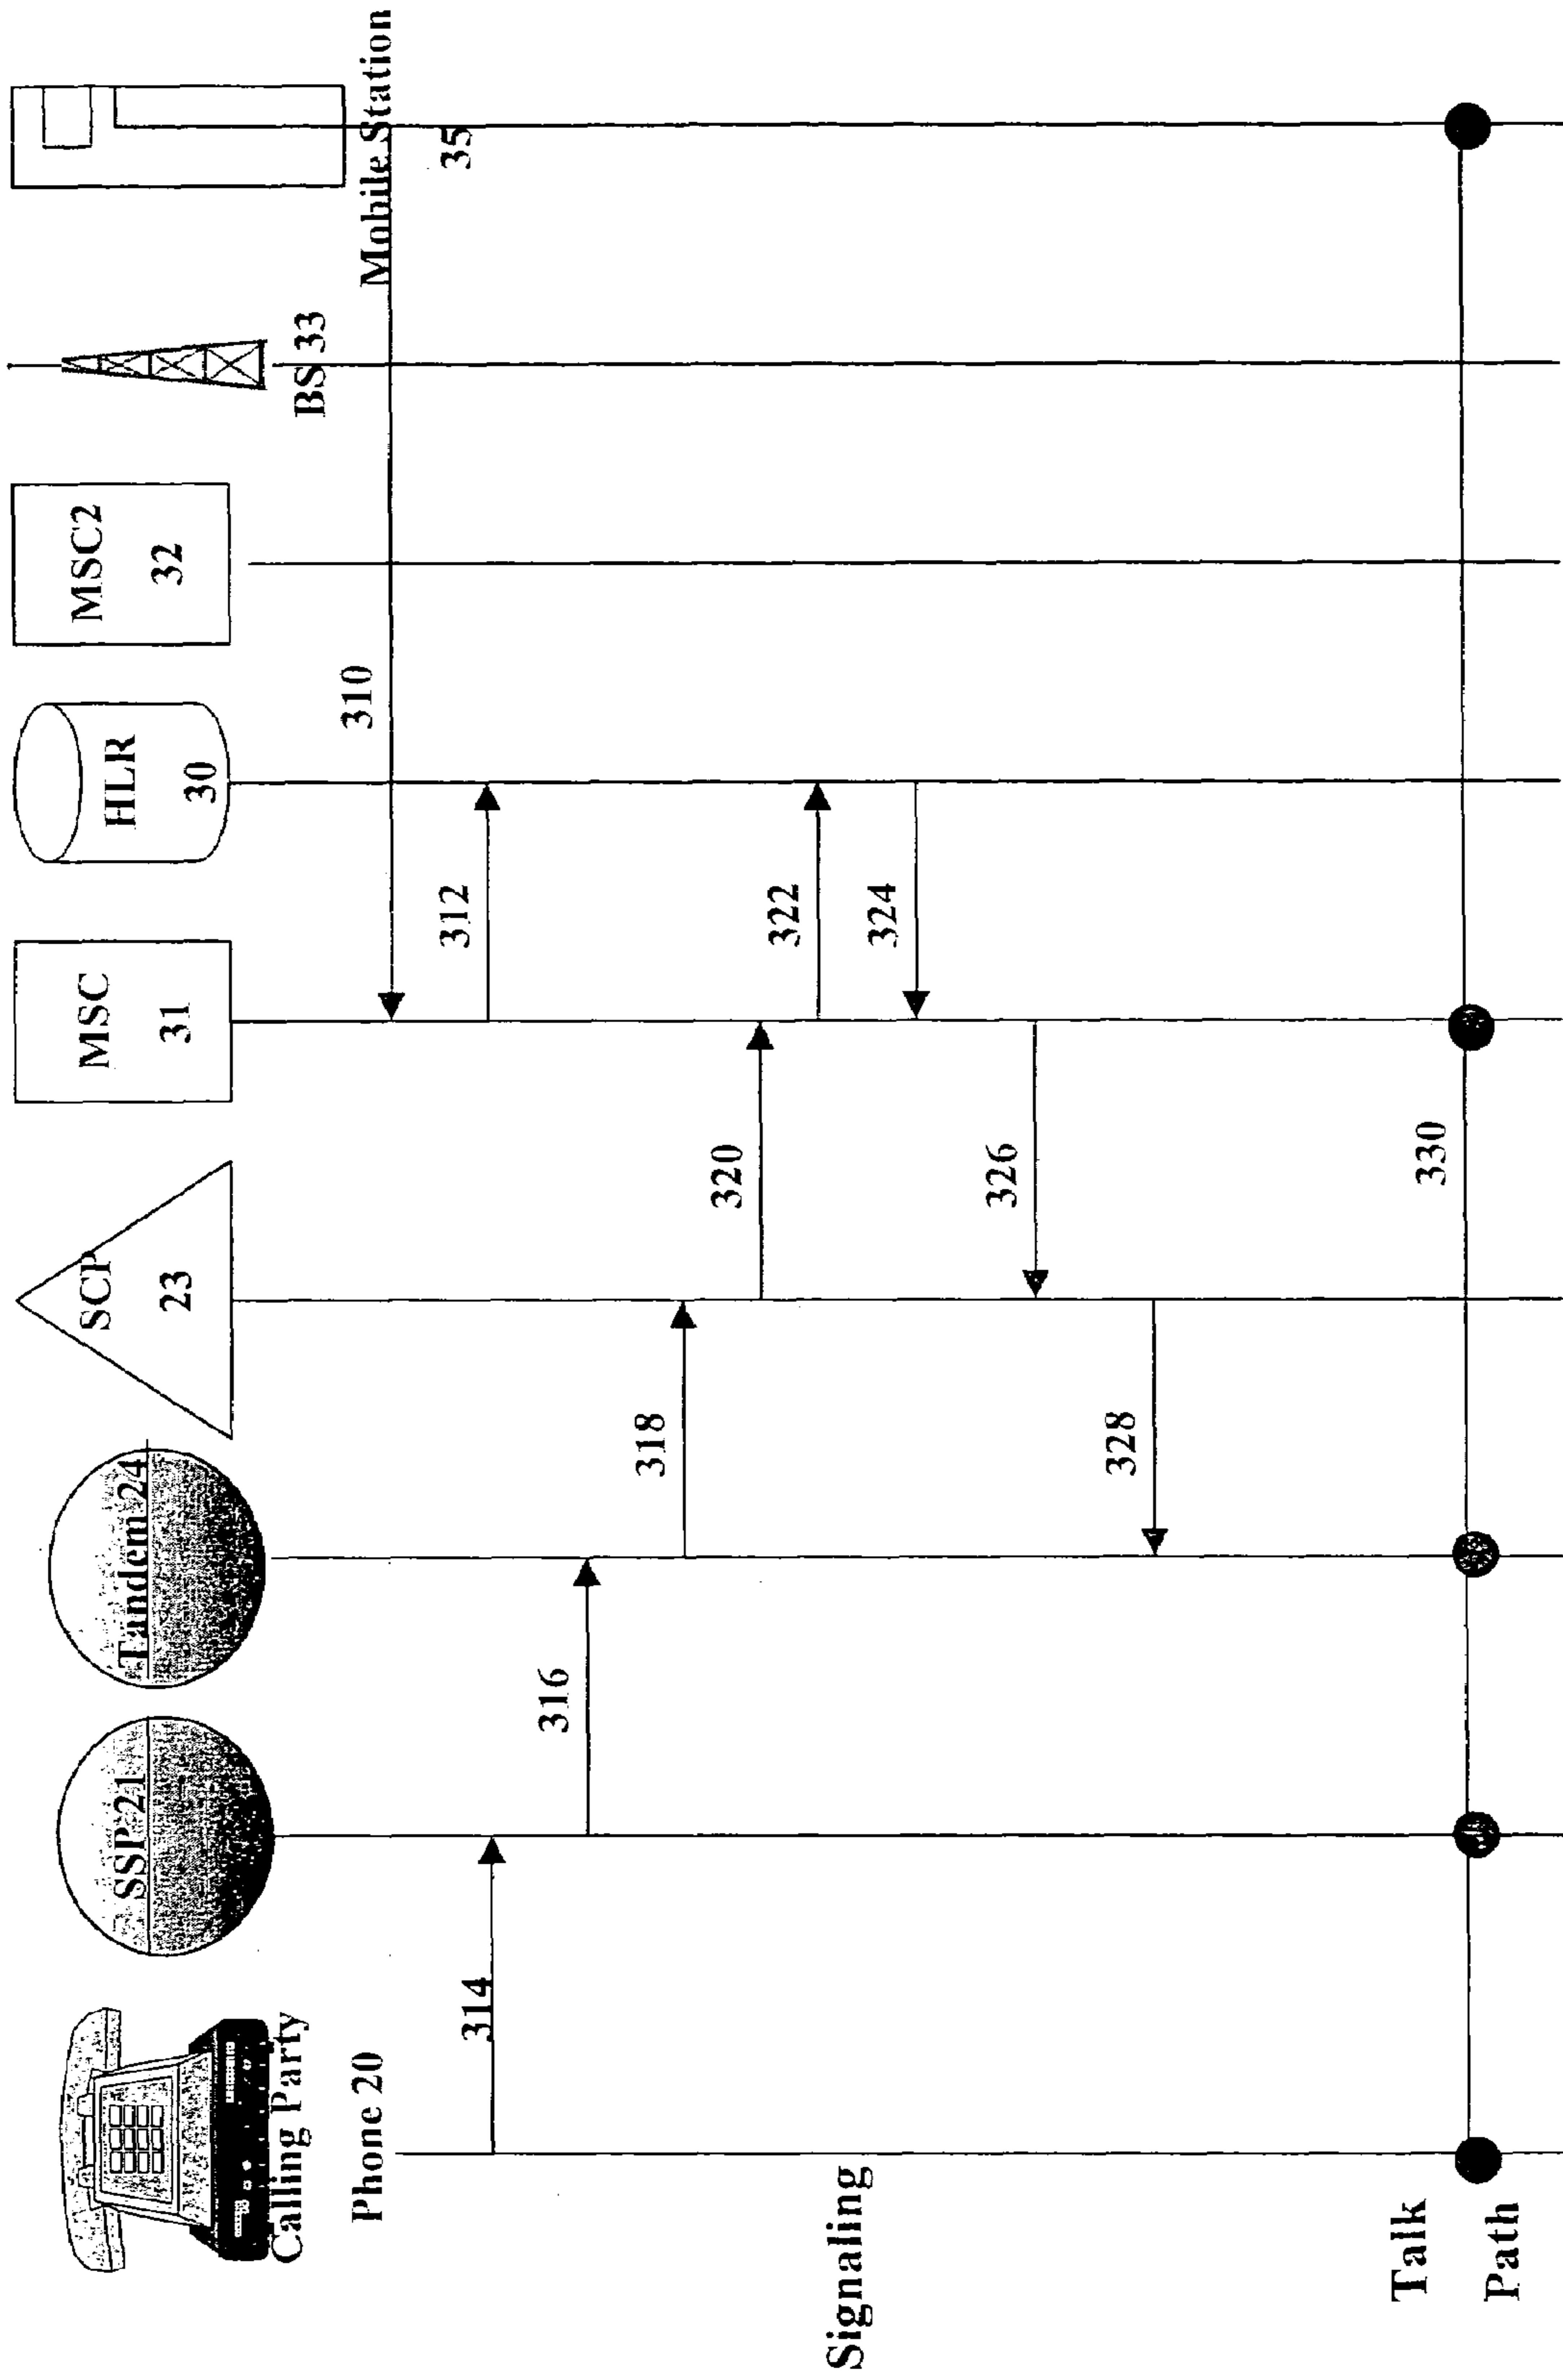 Calling Party
Phone 20
SSP 21
Tandem 24
SCP
23
MSC
31
HLR
30
MSC2
32
BS 33
Mobile Station
35
310
312
314
316
318
320
322
324
326
328
Signaling
330
Talk
Path